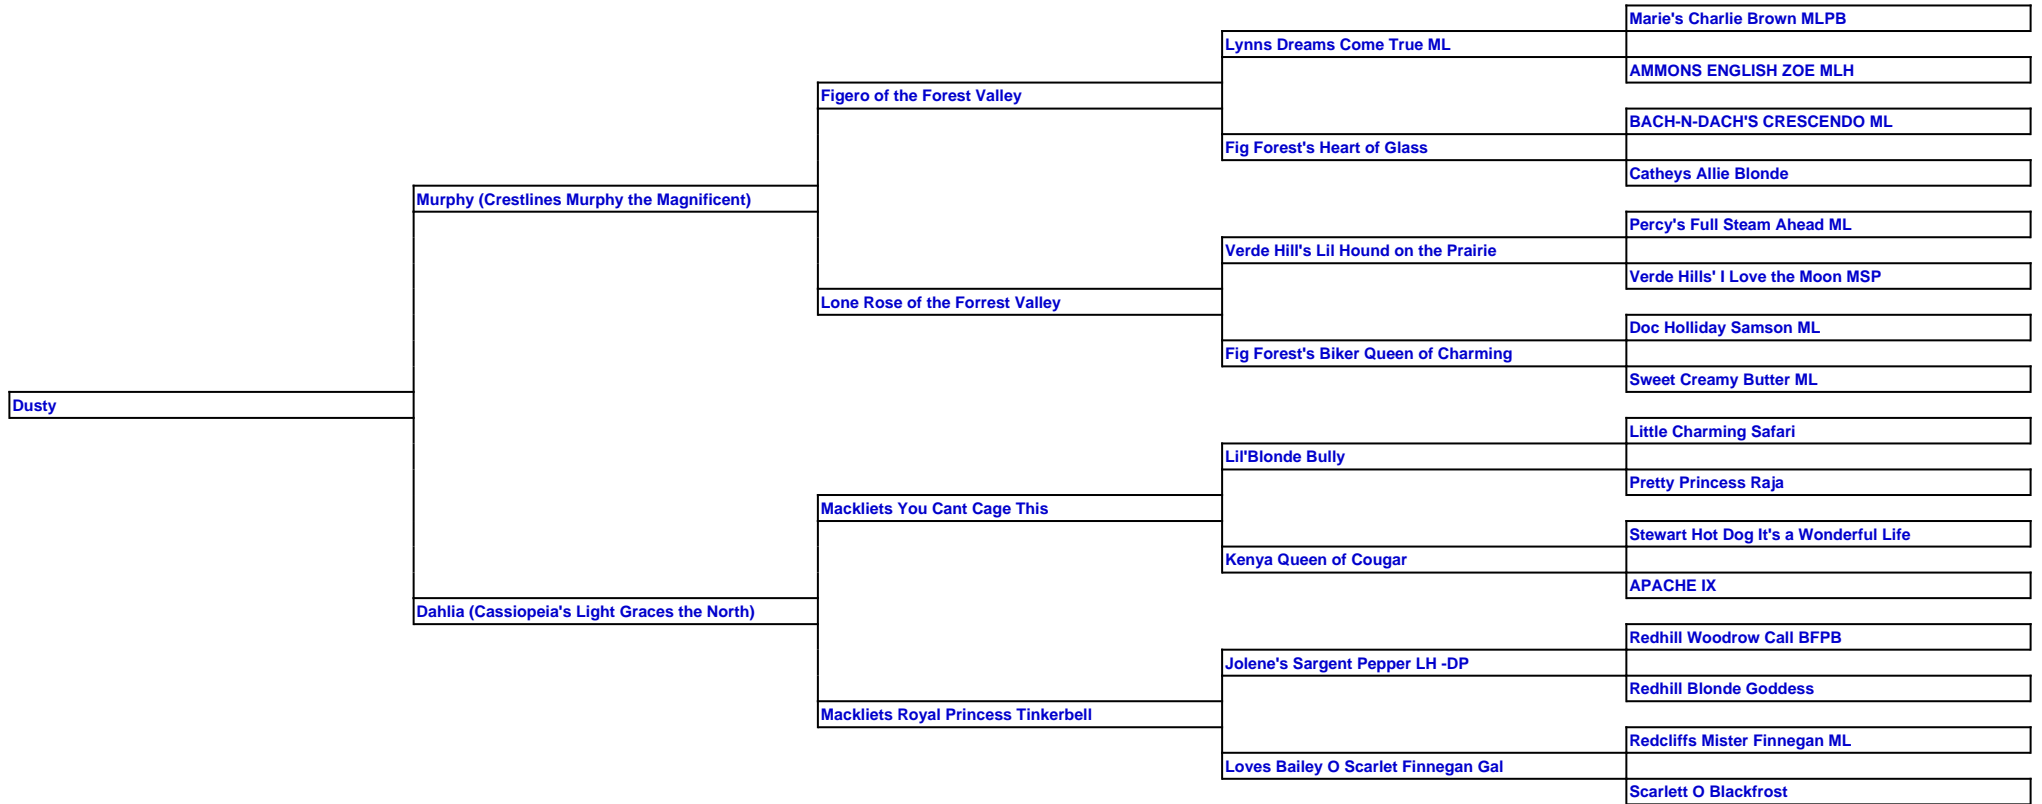 Marie's Charlie Brown MLPB
Lynns Dreams Come True ML
AMMONS ENGLISH ZOE MLH
Figero of the Forest Valley
BACH-N-DACH'S CRESCENDO ML
Fig Forest's Heart of Glass
Catheys Allie Blonde
Murphy (Crestlines Murphy the Magnificent)
Percy's Full Steam Ahead ML
Verde Hill's Lil Hound on the Prairie
Verde Hills' I Love the Moon MSP
Lone Rose of the Forrest Valley
Doc Holliday Samson ML
Fig Forest's Biker Queen of Charming
Sweet Creamy Butter ML
Dusty
Little Charming Safari
Lil'Blonde Bully
Pretty Princess Raja
Mackliets You Cant Cage This
Stewart Hot Dog It's a Wonderful Life
Kenya Queen of Cougar
APACHE IX
Dahlia (Cassiopeia's Light Graces the North)
Redhill Woodrow Call BFPB
Jolene's Sargent Pepper LH -DP
Redhill Blonde Goddess
Mackliets Royal Princess Tinkerbell
Redcliffs Mister Finnegan ML
Loves Bailey O Scarlet Finnegan Gal
Scarlett O Blackfrost